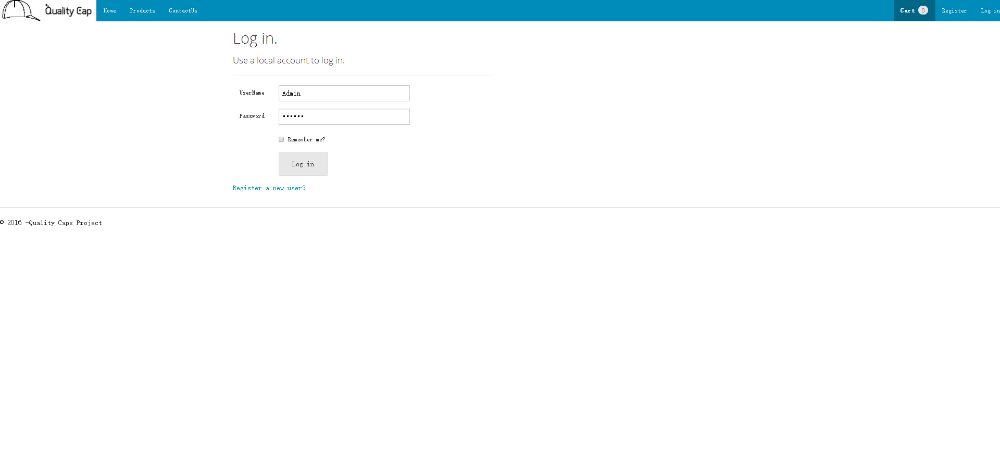 Quality Cap Home Products ContactUs Cart 0 Register Log in
Log in.
Use a local account to log in.
UserName Admin
Password ••••••
Remember me?
Log in
Register a new user?
© 2016 -Quality Caps Project